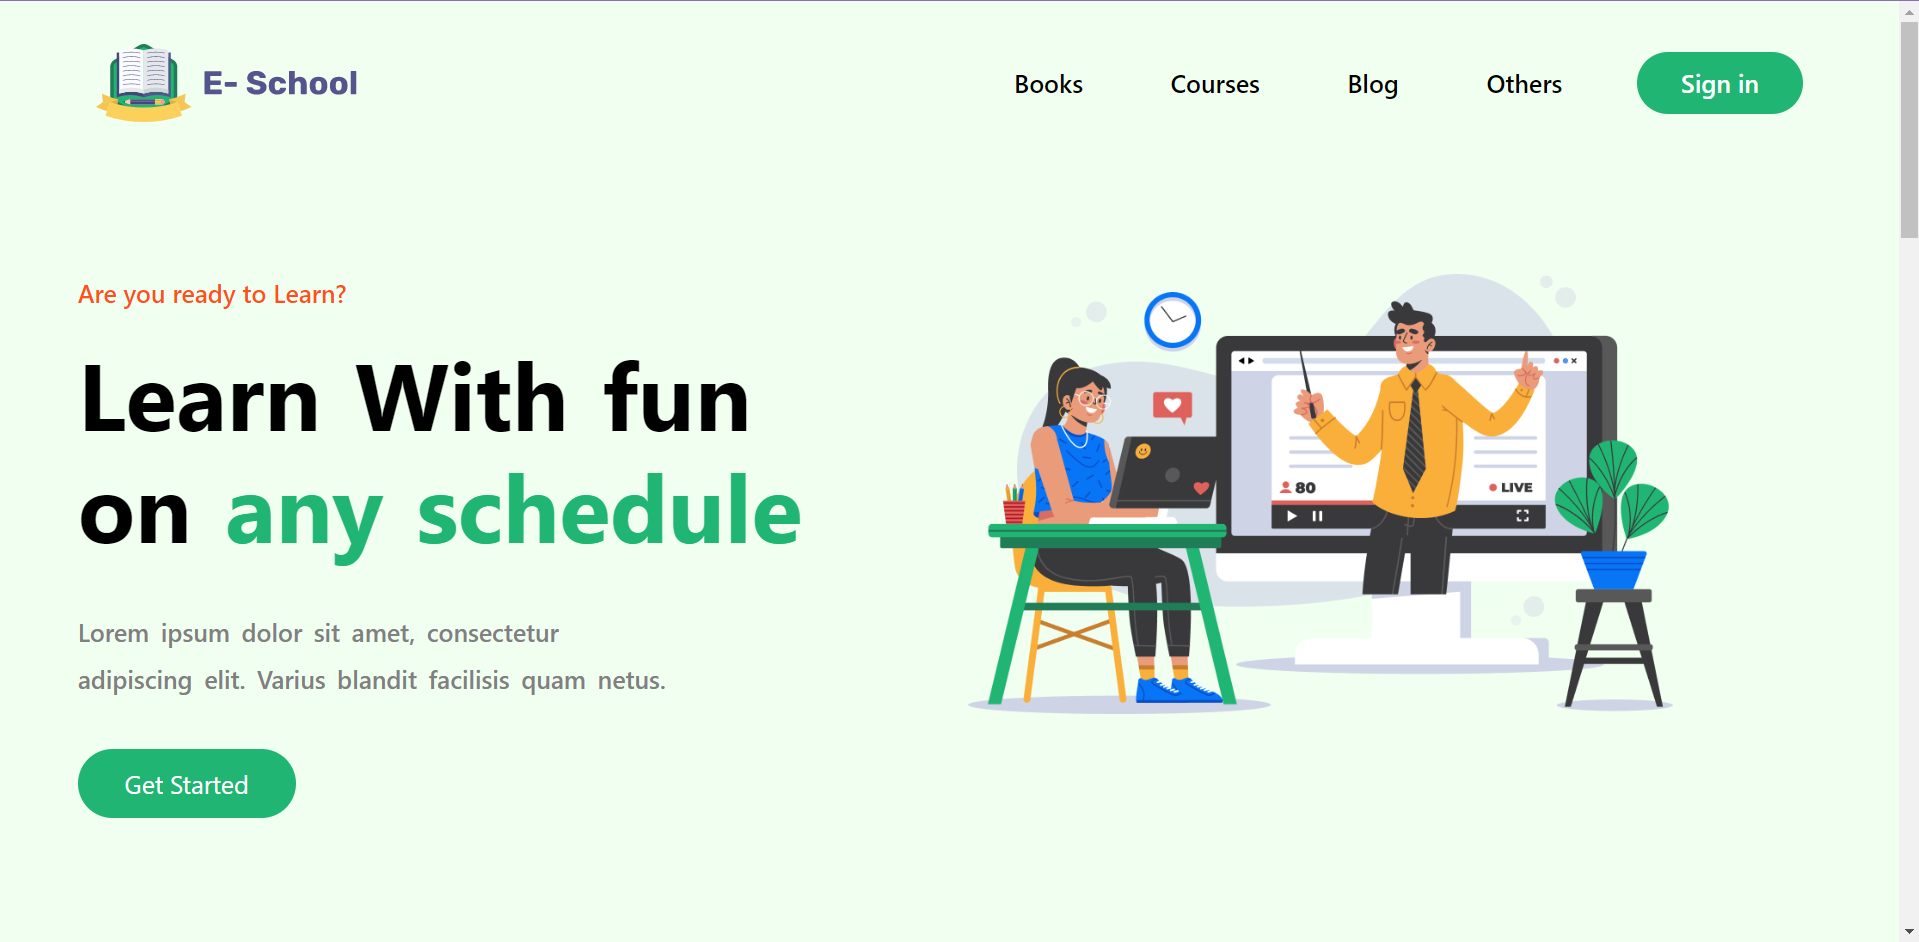 E- School
Books
Courses
Blog
Others
Sign in
Are you ready to Learn?
Learn With fun
on any schedule
Lorem ipsum dolor sit amet, consectetur
adipiscing elit. Varius blandit facilisis quam netus.
Get Started
80
LIVE